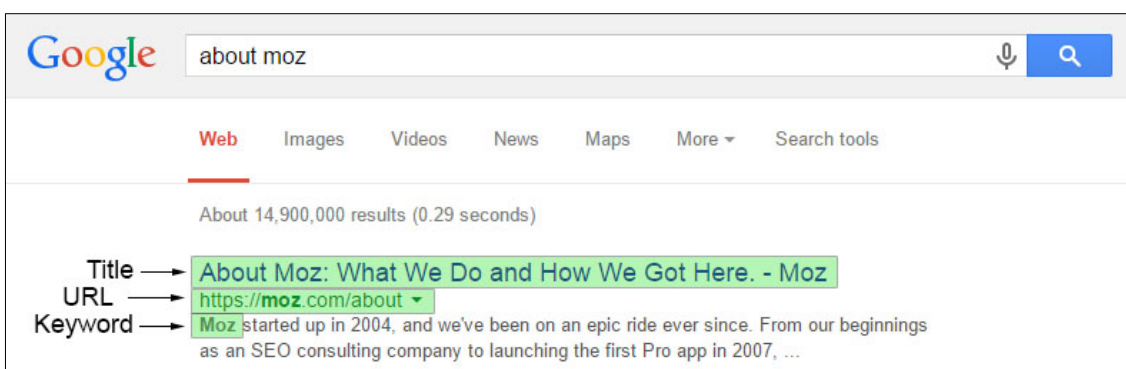 Google about moz
Web Images Videos News Maps More Search tools
About 14,900,000 results (0.29 seconds)
Title About Moz: What We Do and How We Got Here. - Moz
URL https://moz.com/about
Keyword Moz started up in 2004, and we've been on an epic ride ever since. From our beginnings
as an SEO consulting company to launching the first Pro app in 2007, ...